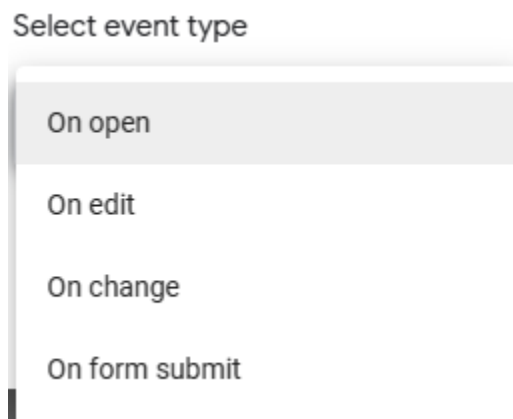 Select event type
On open
On edit
On change
On form submit